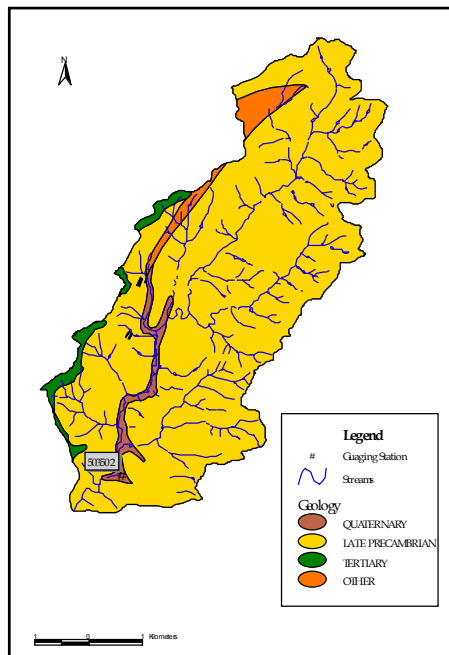 N
503502
Legend
# Guaging Station
Streams
Geology
QUATERNARY
LATE PRECAMBRIAN
TERTIARY
OTHER
1 0 1 Kilometers